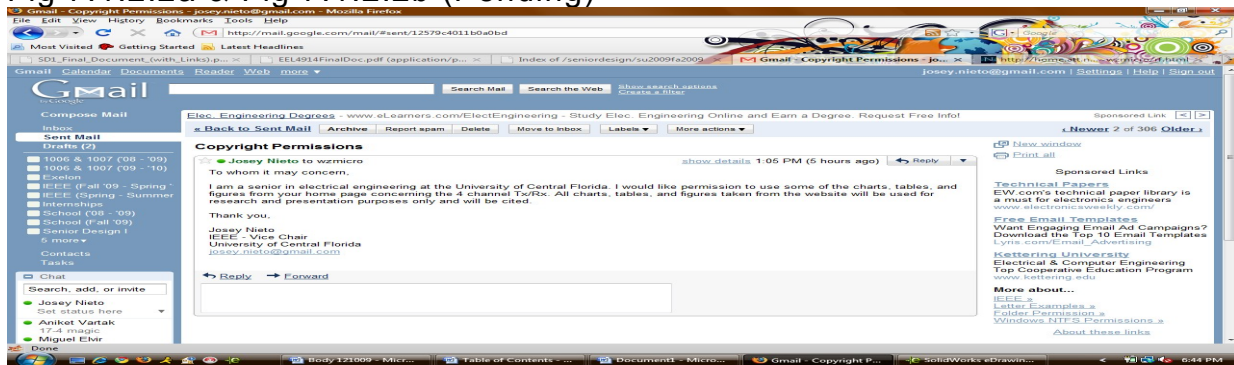 Gmail - Copyright Permissions - josey.nieto@gmail.com - Mozilla Firefox
File Edit View History Bookmarks Tools Help
http://mail.google.com/mail/#sent/12579c4011b0a0bd
Google
Most Visited Getting Started Latest Headlines
SD1_Final_Document_(with_Links).p...
EEL4914FinalDoc.pdf (application/p...
Index of /seniordesign/su2009fa2009
Gmail - Copyright Permissions - jo...
Gmail Calendar Documents Reader Web more
josey.nieto@gmail.com | Settings | Help | Sign out
Gmail
by Google
Search Mail
Search the Web
Show search options
Create a filter
Compose Mail
Inbox
Sent Mail
Drafts (2)
1006 & 1007 ('08 - '09)
1006 & 1007 ('09 - '10)
Exelon
IEEE (Fall '09 - Spring '
IEEE (Spring - Summer
Internships
School ('08 - '09)
School (Fall '09)
Senior Design I
5 more
Contacts
Tasks
Chat
Search, add, or invite
Josey Nieto
Set status here
Aniket Vartak
17-4 magic
Miguel Elvir
Elec. Engineering Degrees - www.eLearners.com/ElectEngineering - Study Elec. Engineering Online and Earn a Degree. Request Free Info!
Sponsored Link < >
« Back to Sent Mail Archive Report spam Delete Move to Inbox Labels More actions
‹ Newer 2 of 306 Older ›
Copyright Permissions
Josey Nieto to wzmicro
show details 1:05 PM (5 hours ago) Reply
To whom it may concern,
I am a senior in electrical engineering at the University of Central Florida. I would like permission to use some of the charts, tables, and
figures from your home page concerning the 4 channel Tx/Rx. All charts, tables, and figures taken from the website will be used for
research and presentation purposes only and will be cited.
Thank you,
Josey Nieto
IEEE - Vice Chair
University of Central Florida
josey.nieto@gmail.com
Reply Forward
New window
Print all
Sponsored Links
Technical Papers
EW.com's technical paper library is
a must for electronics engineers
www.electronicsweekly.com/
Free Email Templates
Want Engaging Email Ad Campaigns?
Download the Top 10 Email Templates
Lyris.com/Email_Advertising
Kettering University
Electrical & Computer Engineering
Top Cooperative Education Program
www.kettering.edu
More about...
IEEE »
Letter Examples »
Folder Permission »
Windows NTFS Permissions »
About these links
Done
Body 121009 - Micr...
Table of Contents - ...
Document1 - Micro...
Gmail - Copyright P...
SolidWorks eDrawin...
6:44 PM